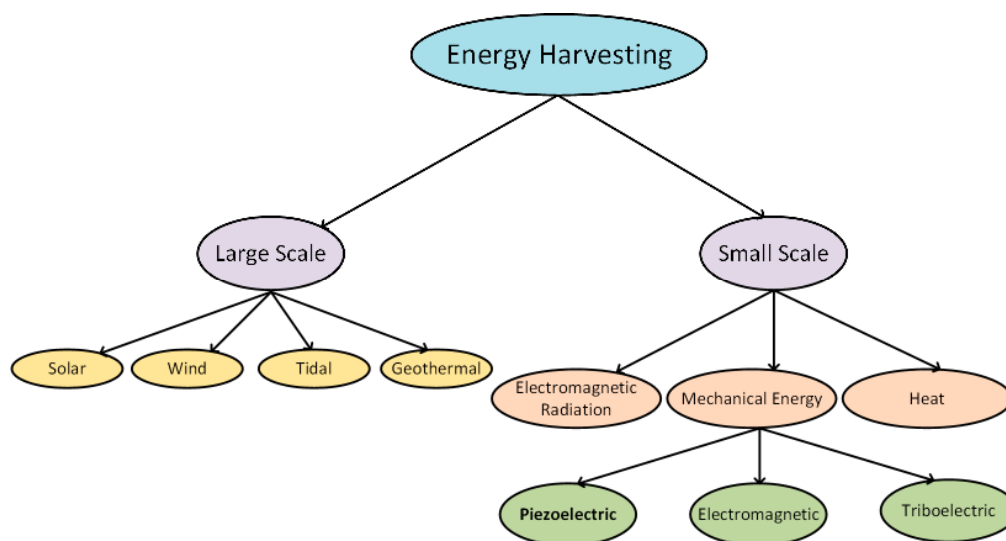 Energy Harvesting
Large Scale
Small Scale
Solar
Wind
Tidal
Geothermal
Electromagnetic
Radiation
Mechanical Energy
Heat
Piezoelectric
Electromagnetic
Triboelectric